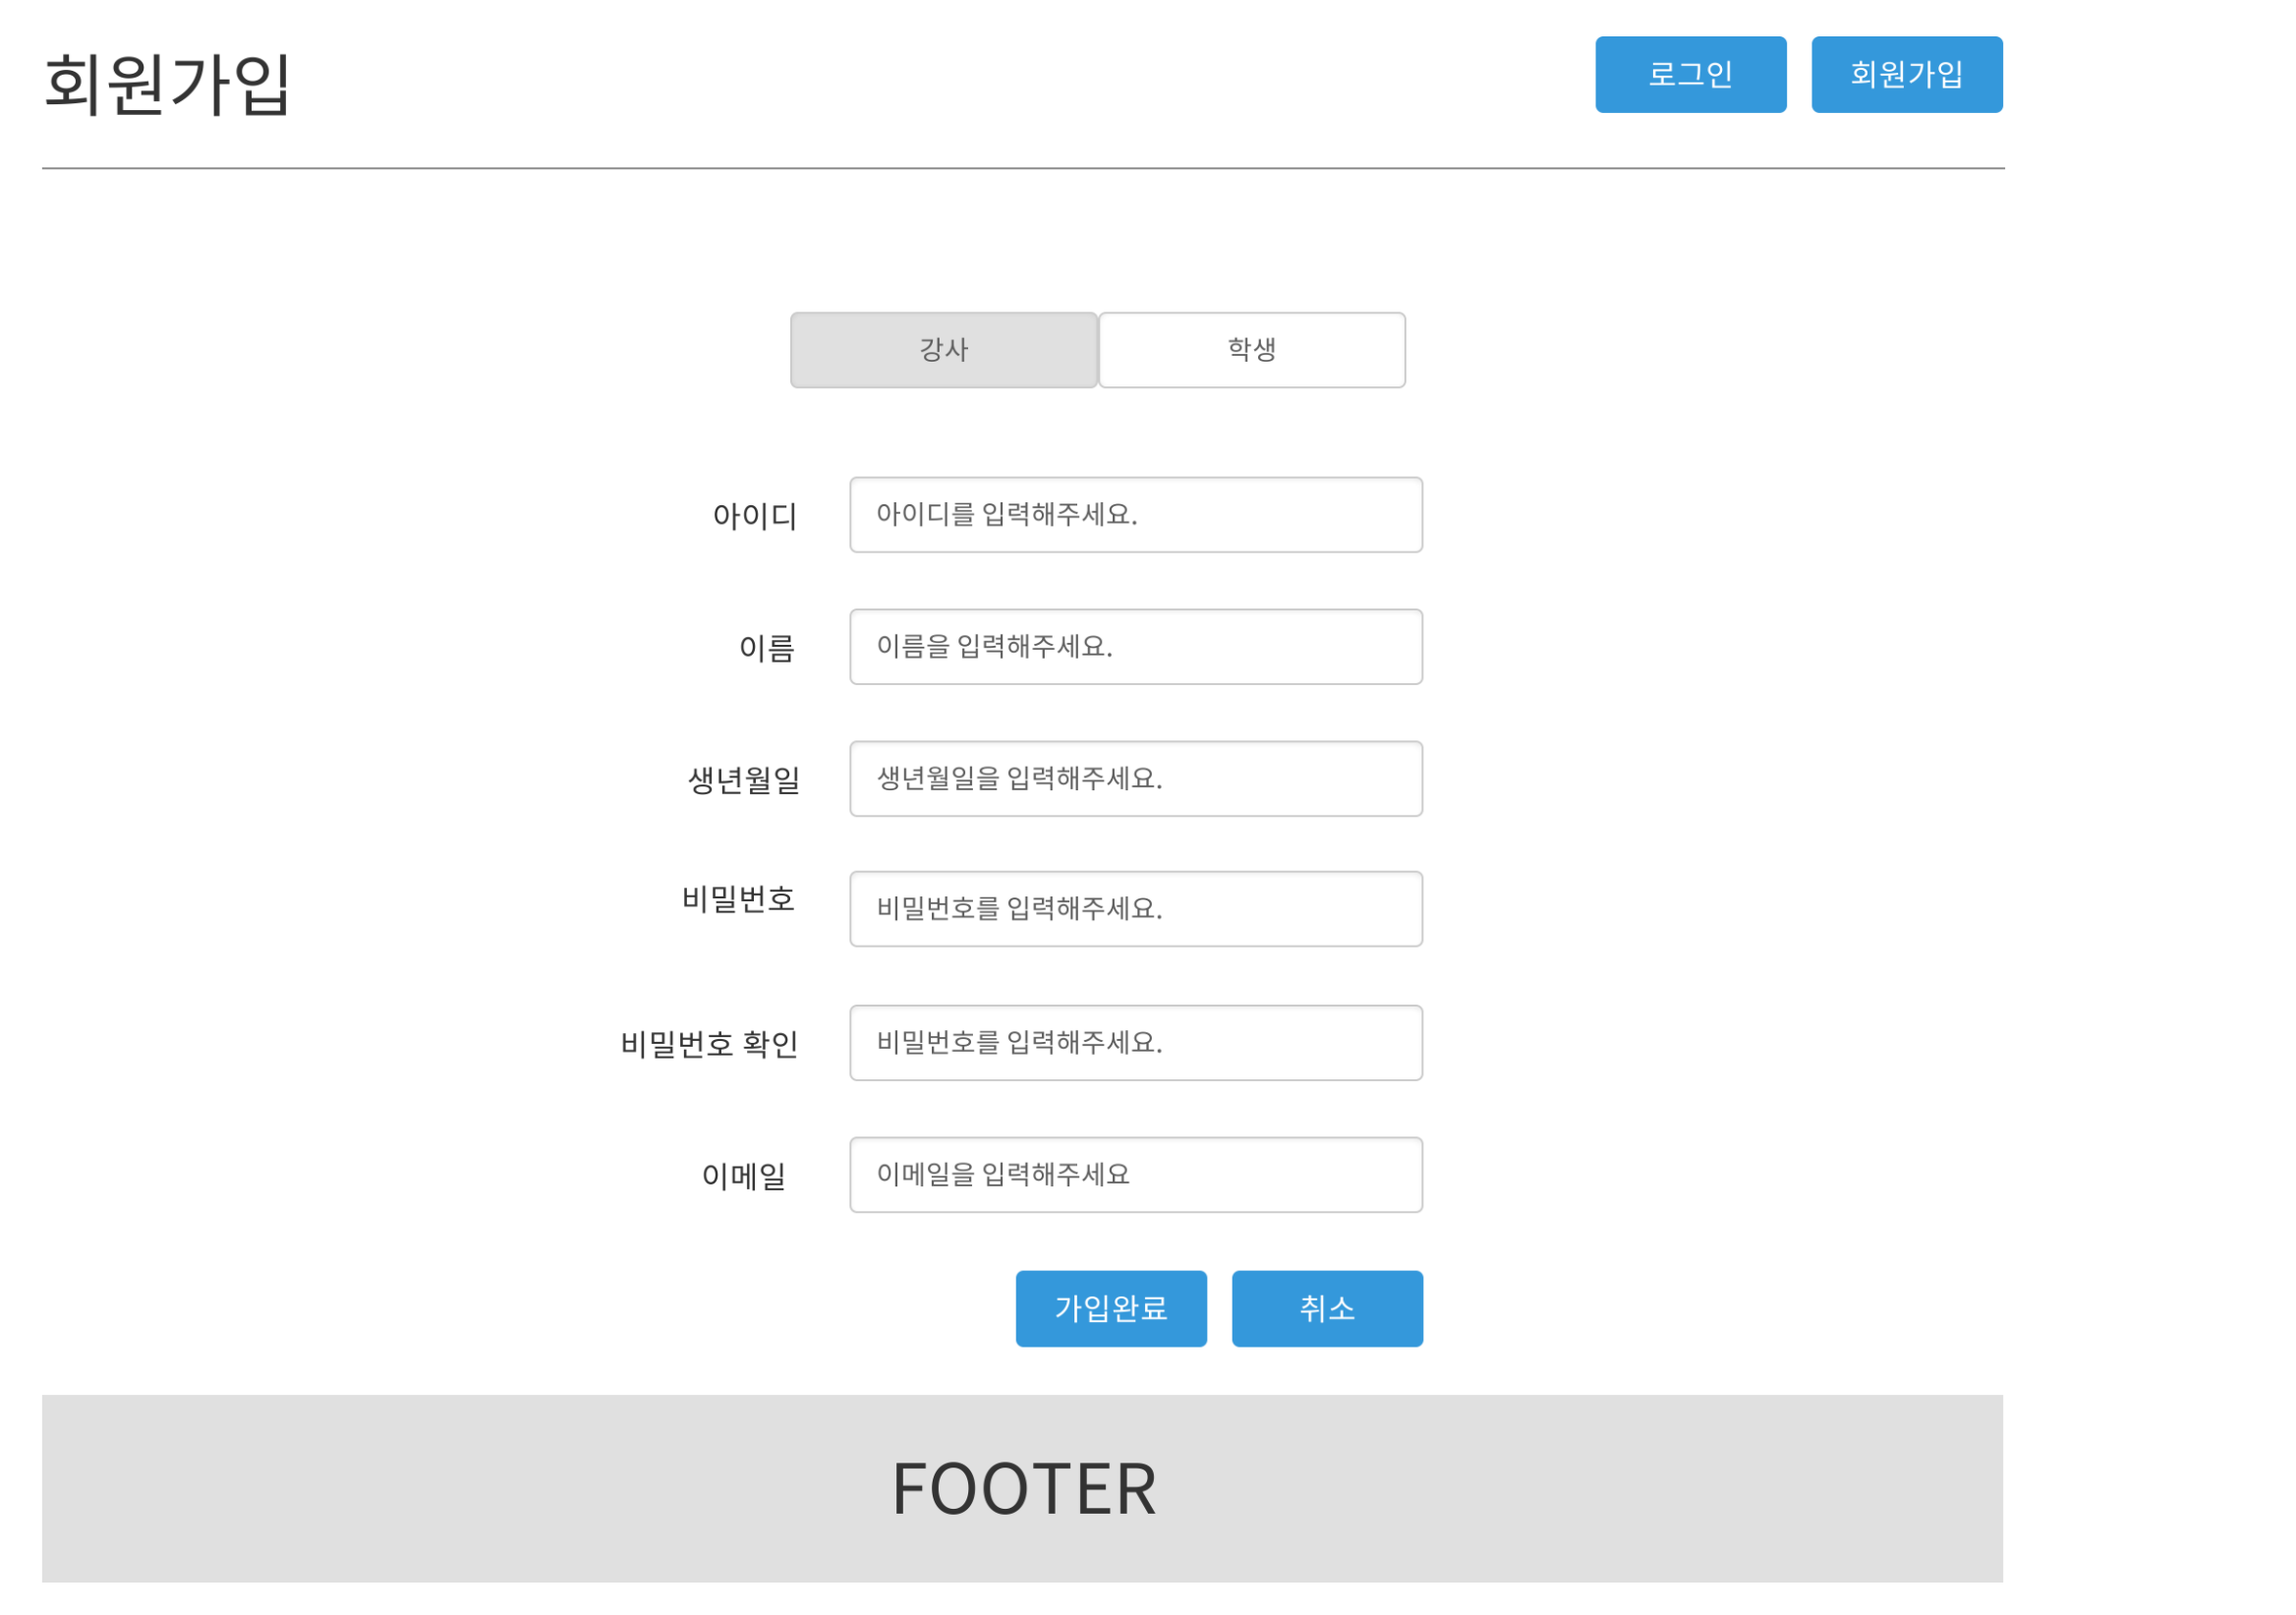 회원가입
로그인
회원가입
강사
학생
아이디
아이디를 입력해주세요.
이름
이름을 입력해주세요.
생년월일
생년월일을 입력해주세요.
비밀번호
비밀번호를 입력해주세요.
비밀번호 확인
비밀번호를 입력해주세요.
이메일
이메일을 입력해주세요
가입완료
취소
FOOTER